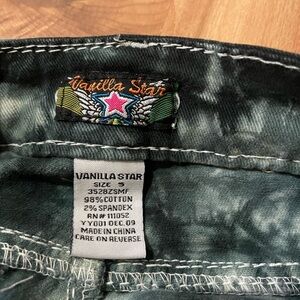 Vanilla Star
VANILLA STAR
SIZE 5
3528ZSMF
98% COTTON
2% SPANDEX
RN# 111052
YY001 DEC.09
MADE IN CHINA
CARE ON REVERSE